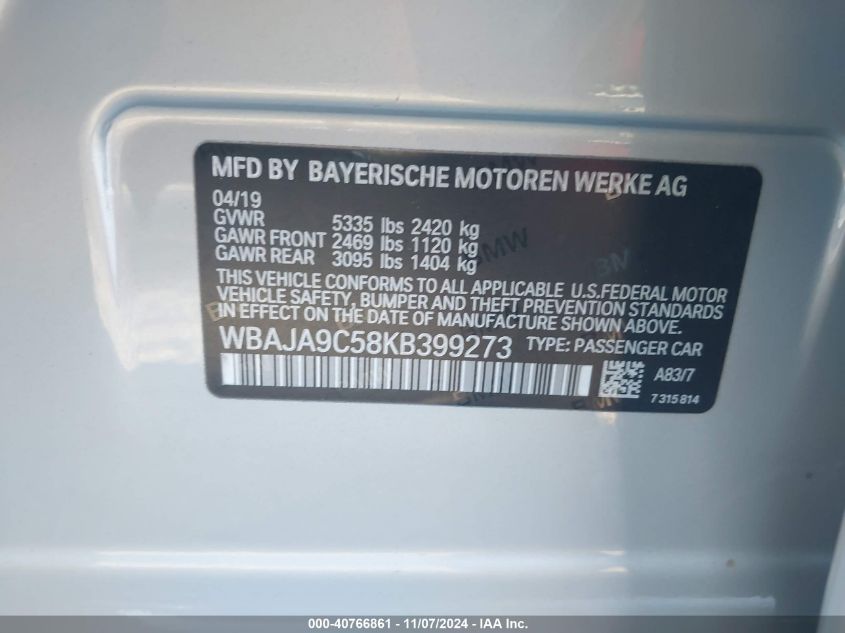 MFD BY BAYERISCHE MOTOREN WERKE AG
04/19
GVWR 5335 lbs 2420 kg
GAWR FRONT 2469 lbs 1120 kg
GAWR REAR 3095 lbs 1404 kg
THIS VEHICLE CONFORMS TO ALL APPLICABLE U.S.FEDERAL MOTOR
VEHICLE SAFETY, BUMPER AND THEFT PREVENTION STANDARDS
IN EFFECT ON THE DATE OF MANUFACTURE SHOWN ABOVE.
WBAJA9C58KB399273 TYPE: PASSENGER CAR
A83/7
7 315 814
000-40766861 - 11/07/2024 - IAA Inc.